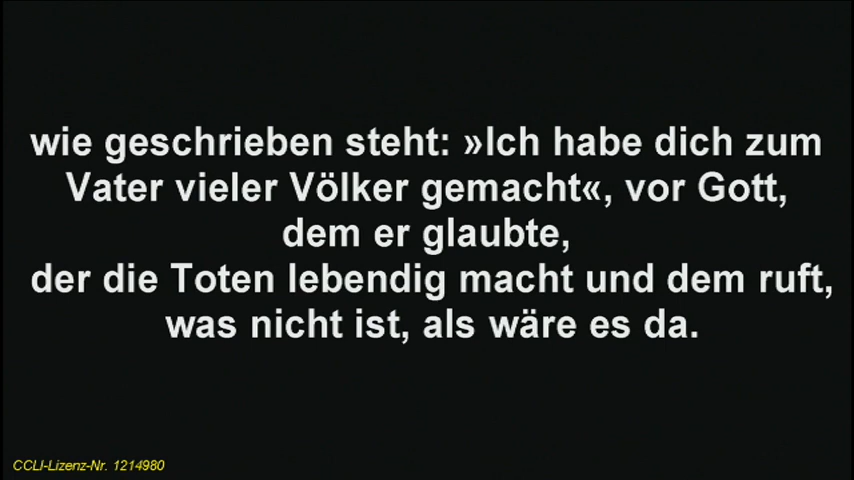 wie geschrieben steht: »Ich habe dich zum
Vater vieler Völker gemacht«, vor Gott,
dem er glaubte,
der die Toten lebendig macht und dem ruft,
was nicht ist, als wäre es da.
CCLI-Lizenz-Nr. 1214980